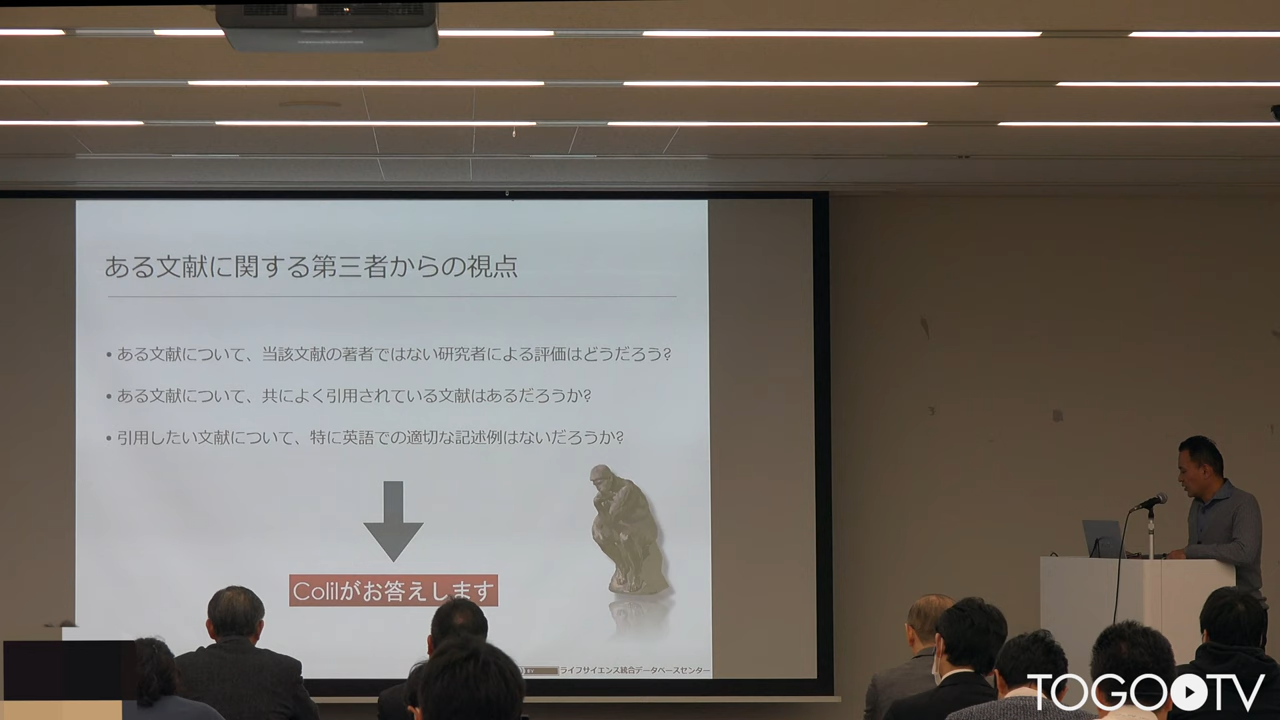 ある文献に関する第三者からの視点
• ある文献について、当該文献の著者ではない研究者による評価はどうだろう?
• ある文献について、共によく引用されている文献はあるだろうか?
• 引用したい文献について、特に英語での適切な記述例はないだろうか?
Colilがお答えします
ライフサイエンス統合データベースセンター
TOGOTV